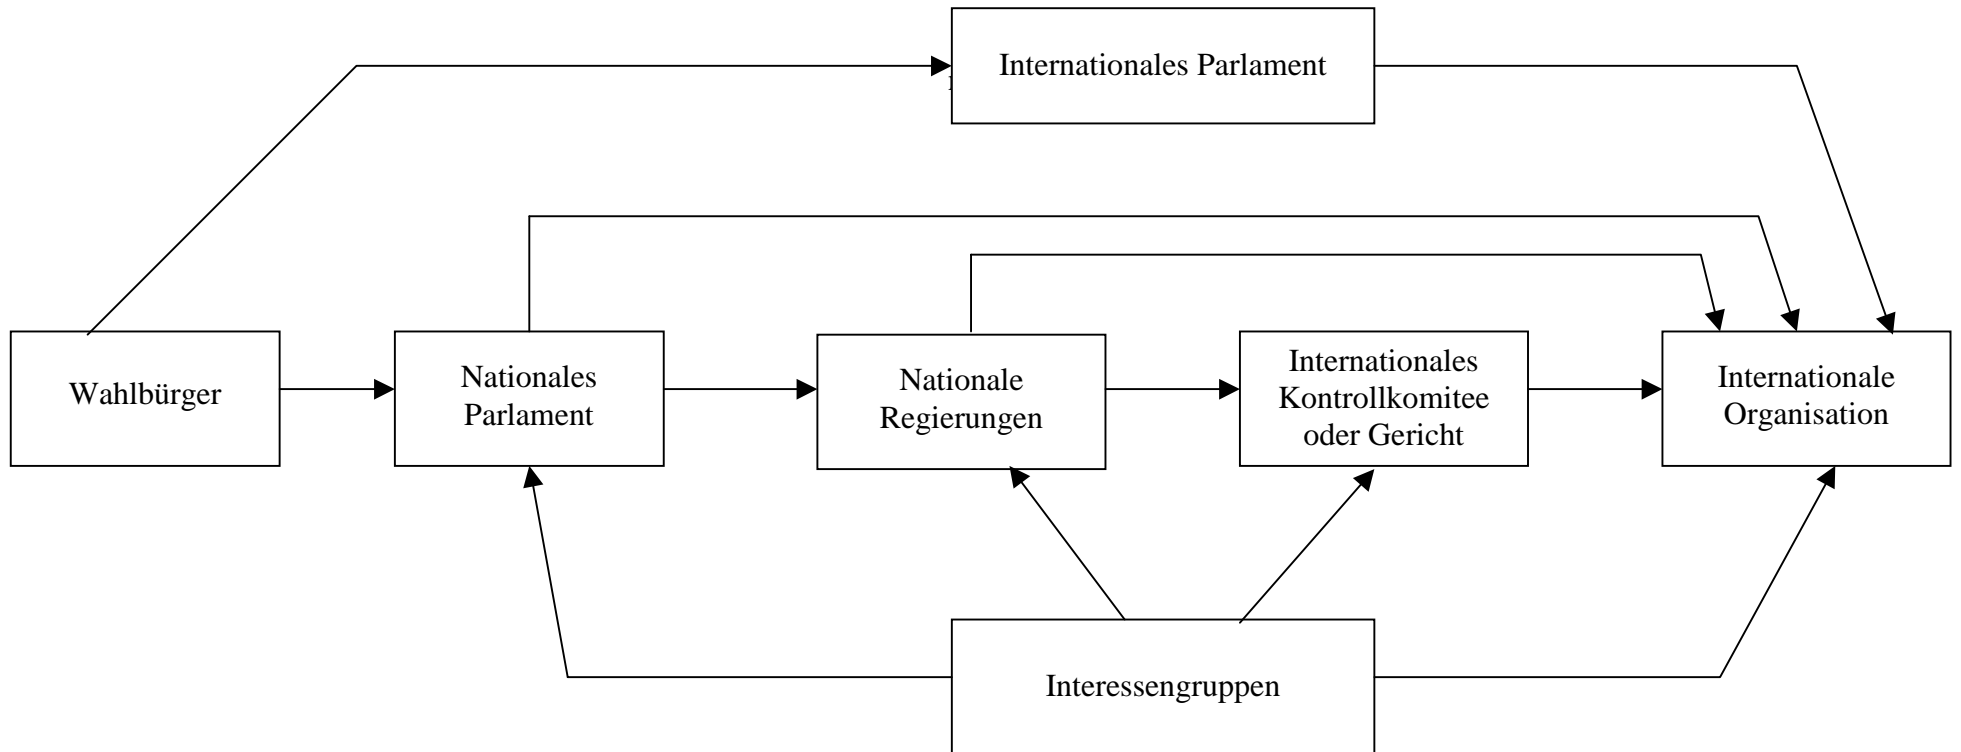 Internationales Parlament
Wahlbürger
Nationales
Parlament
Nationale
Regierungen
Internationales
Kontrollkomitee
oder Gericht
Internationale
Organisation
Interessengruppen